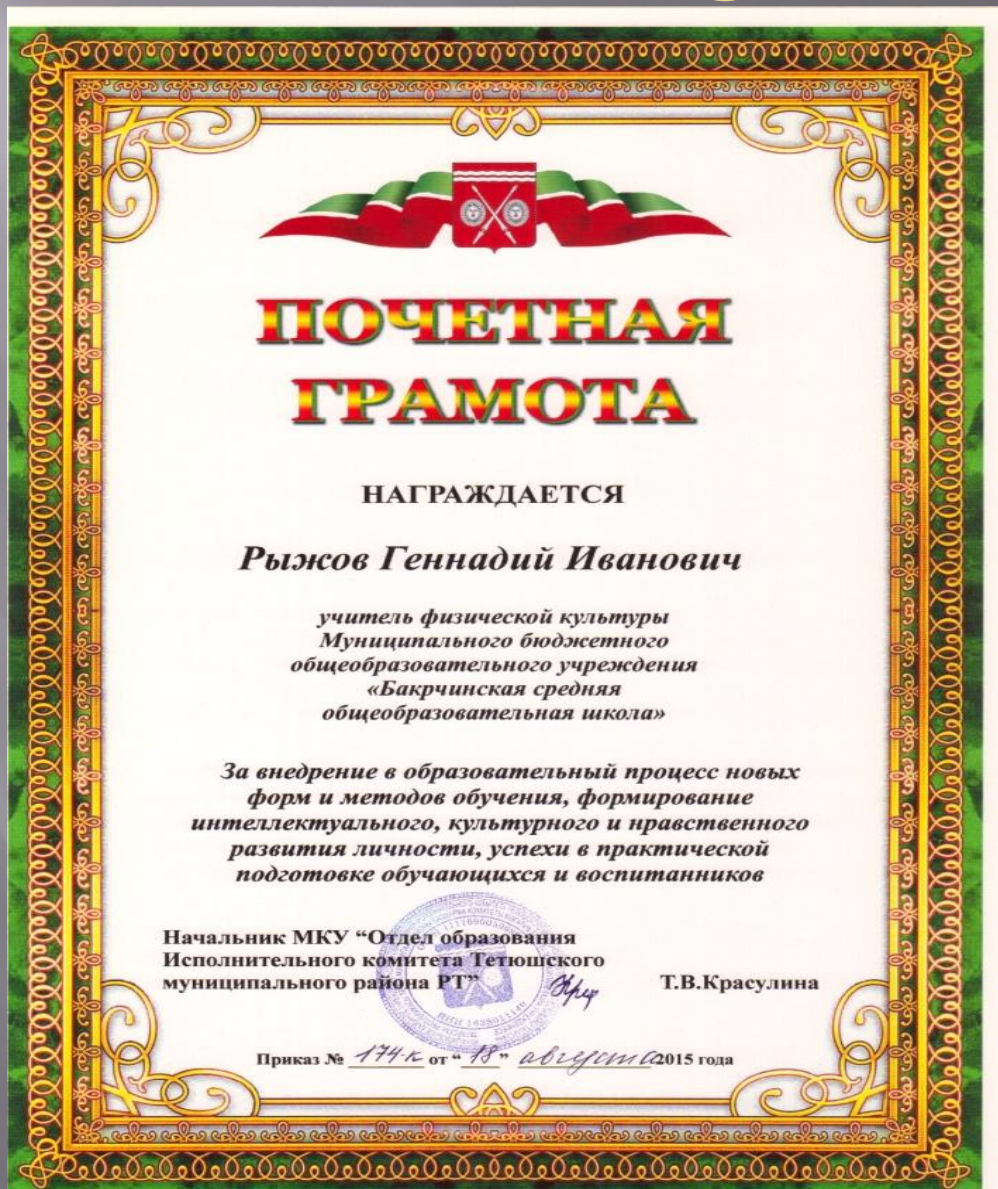 ПОЧЕТНАЯ
ГРАМОТА
НАГРАЖДАЕТСЯ
Рыжов Геннадий Иванович
учитель физической культуры
Муниципального бюджетного
общеобразовательного учреждения
«Бакрчинская средняя
общеобразовательная школа»
За внедрение в образовательный процесс новых
форм и методов обучения, формирование
интеллектуального, культурного и нравственного
развития личности, успехи в практической
подготовке обучающихся и воспитанников
Начальник МКУ “Отдел образования
Исполнительного комитета Тетюшского
муниципального района РТ” Т.В.Красулина
Приказ № 174-к от “ 18 ” августа 2015 года